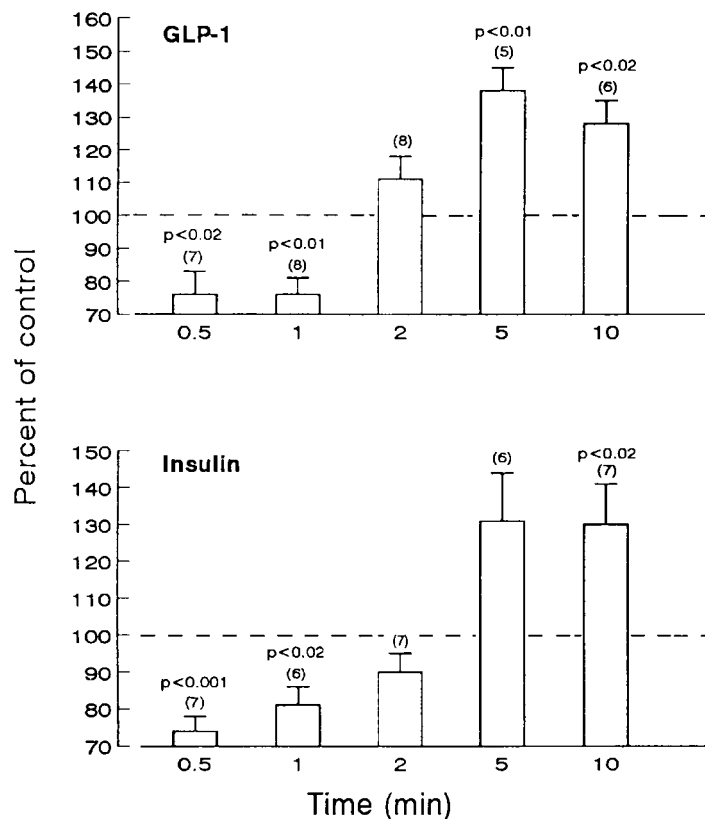 160
GLP-1
150
p<0.01
(5)
p<0.02
(6)
140
130
(8)
120
110
100
p<0.02
(7)
p<0.01
(8)
90
80
70
0.5 1 2 5 10
Percent of control
150
Insulin
(6)
p<0.02
(7)
140
130
120
110
100
(7)
p<0.02
(6)
90
p<0.001
(7)
80
70
0.5 1 2 5 10
Time (min)